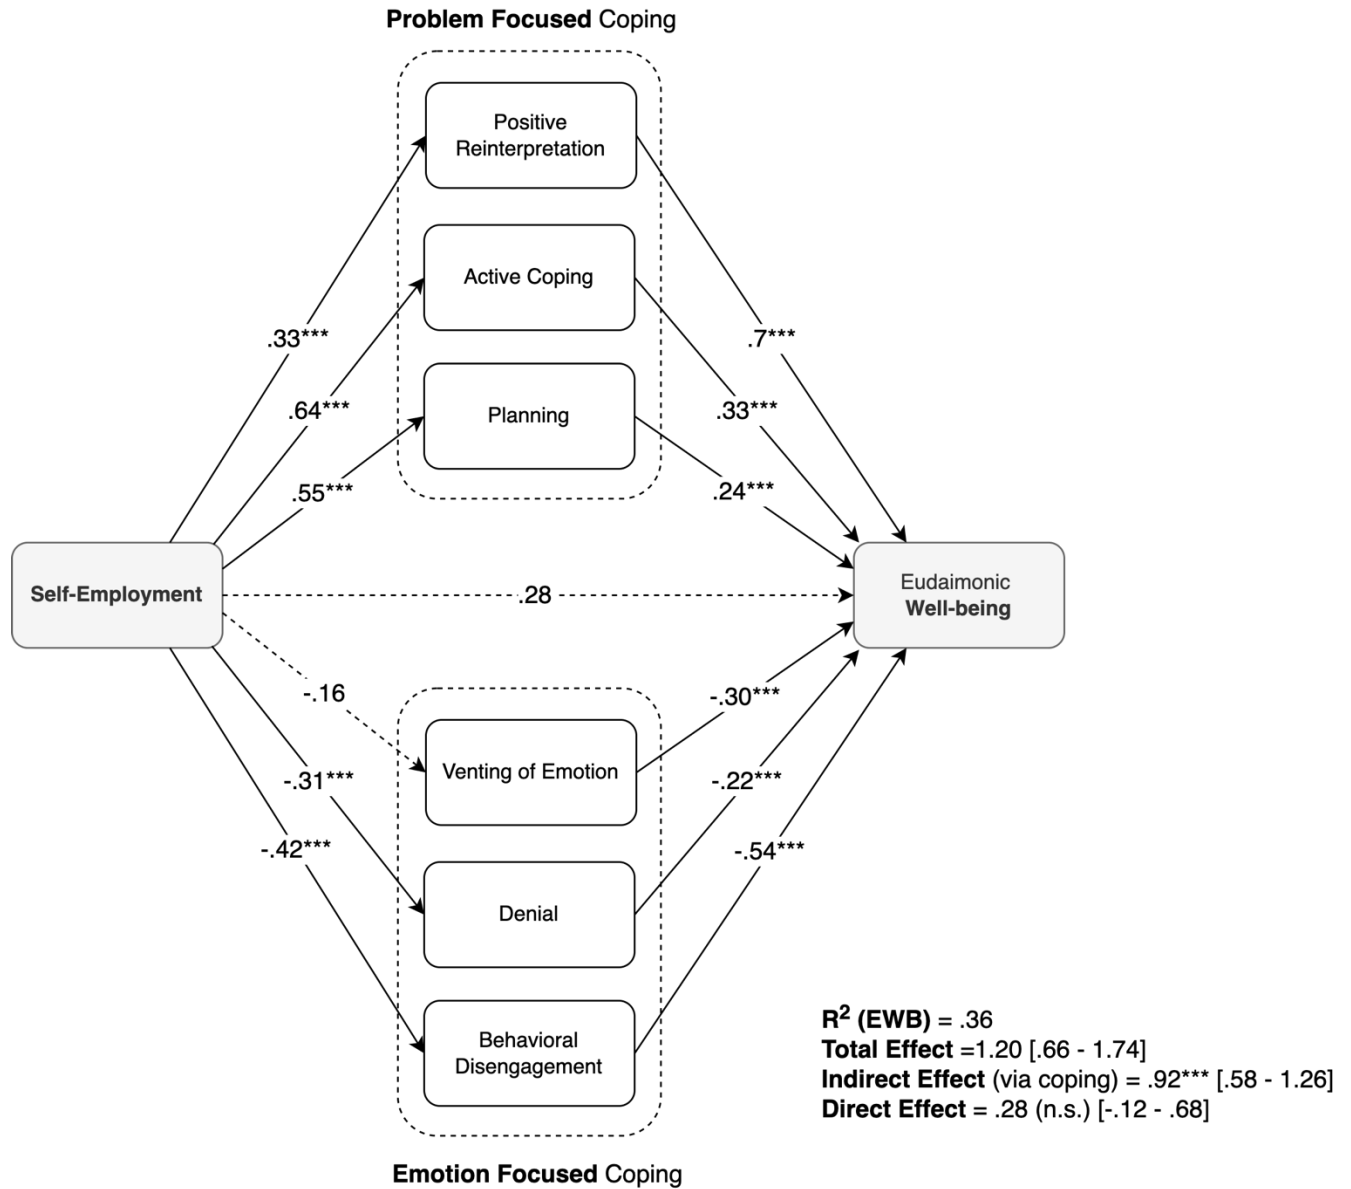 Problem Focused Coping
Positive
Reinterpretation
Active Coping
Planning
.33***
.64***
.55***
.7***
.33***
.24***
Self-Employment
.28
Eudaimonic
Well-being
-.16
-.31***
-.42***
-.30***
-.22***
-.54***
Venting of Emotion
Denial
Behavioral
Disengagement
R² (EWB) = .36
Total Effect =1.20 [.66 - 1.74]
Indirect Effect (via coping) = .92*** [.58 - 1.26]
Direct Effect = .28 (n.s.) [-.12 - .68]
Emotion Focused Coping